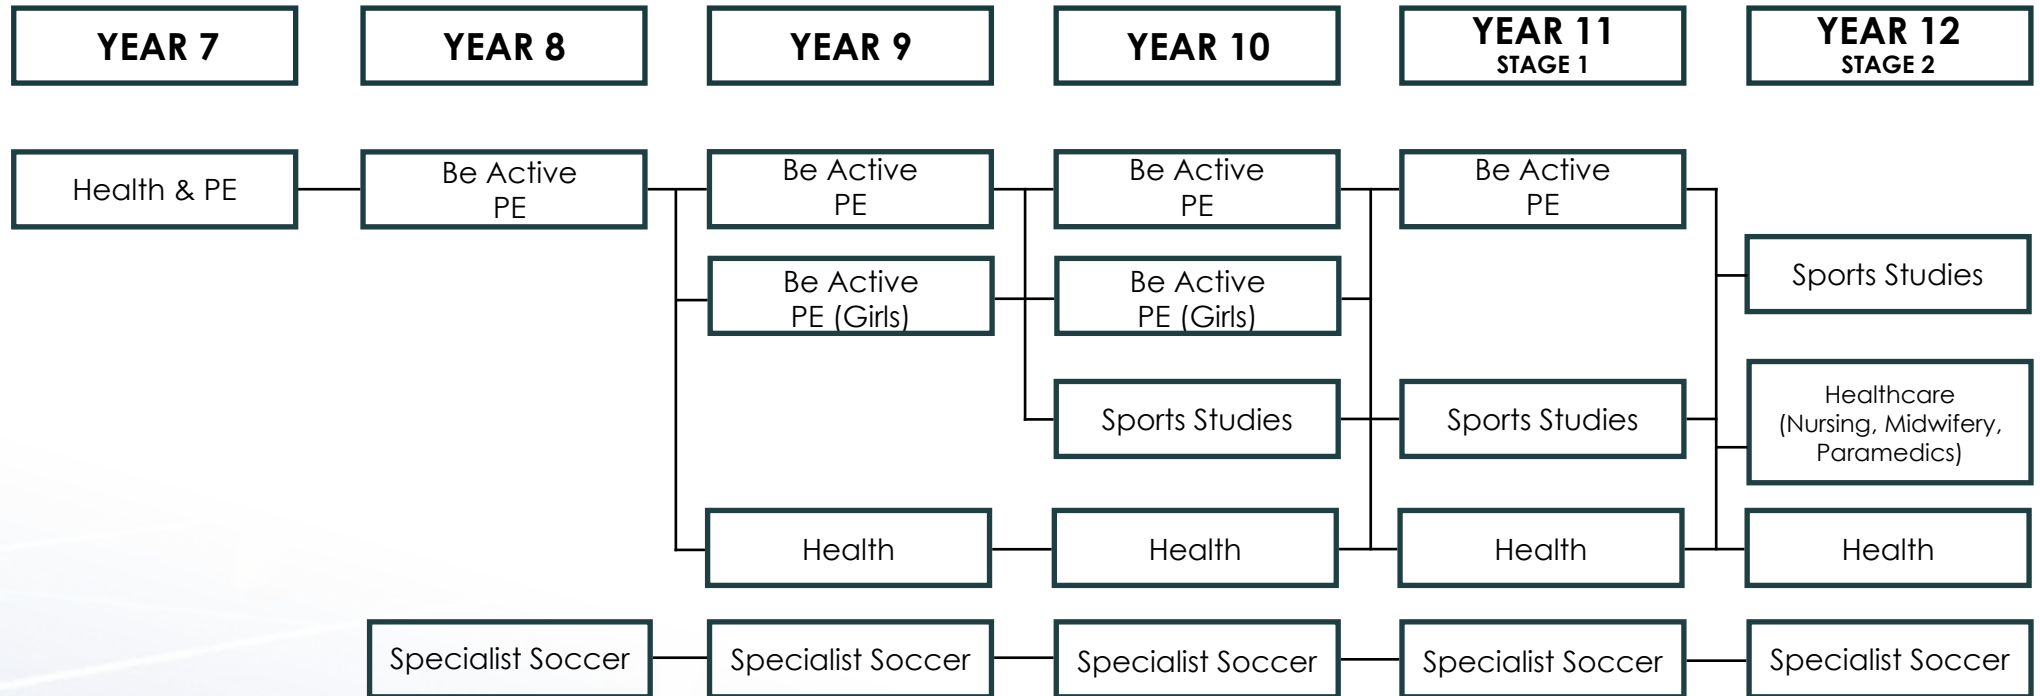 YEAR 7
YEAR 8
YEAR 9
YEAR 10
YEAR 11
STAGE 1
YEAR 12
STAGE 2
Health & PE
Be Active
PE
Be Active
PE
Be Active
PE
Be Active
PE
Be Active
PE (Girls)
Be Active
PE (Girls)
Sports Studies
Sports Studies
Sports Studies
Healthcare
(Nursing, Midwifery,
Paramedics)
Health
Health
Health
Health
Specialist Soccer
Specialist Soccer
Specialist Soccer
Specialist Soccer
Specialist Soccer